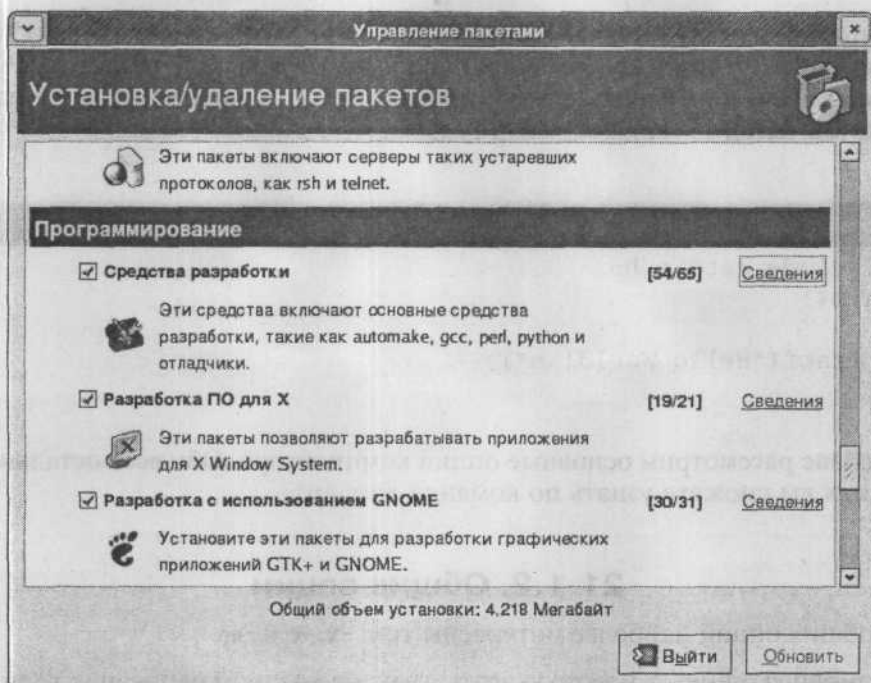 Управление пакетами
Установка/удаление пакетов
Эти пакеты включают серверы таких устаревших
протоколов, как rsh и telnet.
Программирование
Средства разработки [54/65] Сведения
Эти средства включают основные средства
разработки, такие как automake, gcc, perl, python и
отладчики.
Разработка ПО для X [19/21] Сведения
Эти пакеты позволяют разрабатывать приложения
для X Window System.
Разработка с использованием GNOME [30/31] Сведения
Установите эти пакеты для разработки графических
приложений GTK+ и GNOME.
Общий объем установки: 4,218 Мегабайт
Выйти Обновить